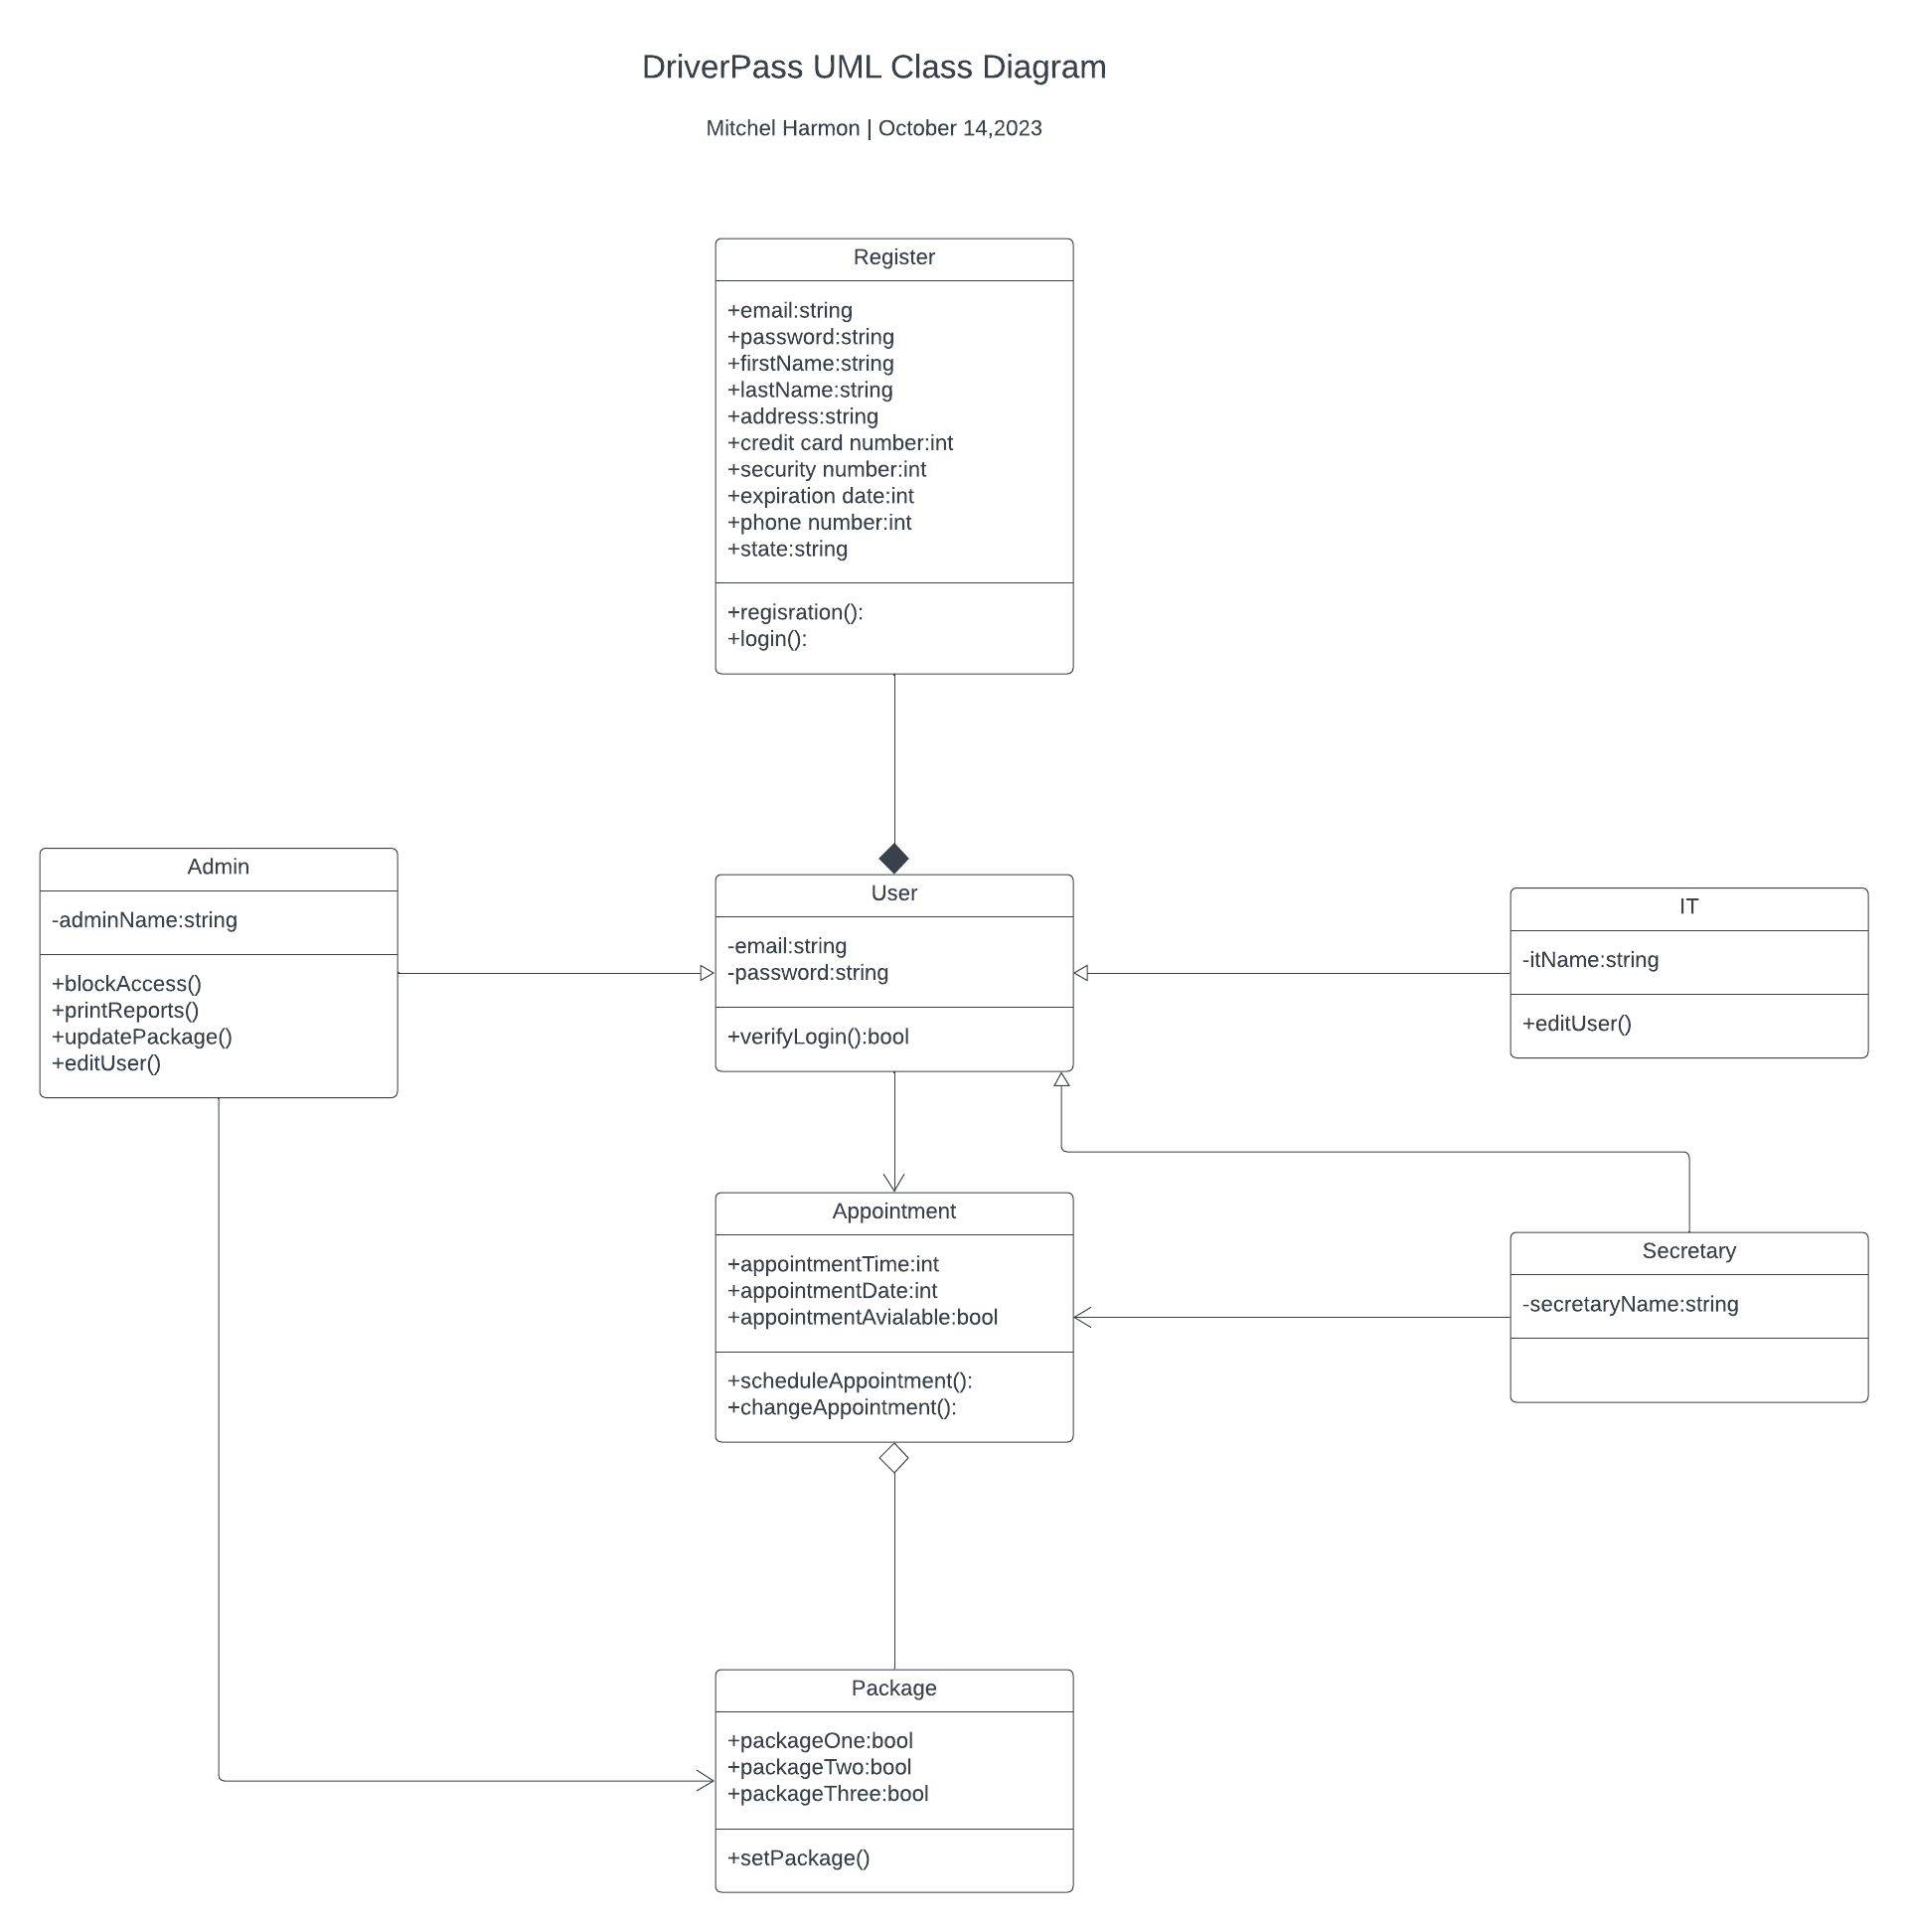 DriverPass UML Class Diagram
Mitchel Harmon | October 14,2023
Register
+email:string
+password:string
+firstName:string
+lastName:string
+address:string
+credit card number:int
+security number:int
+expiration date:int
+phone number:int
+state:string
+regisration():
+login():
Admin
-adminName:string
+blockAccess()
+printReports()
+updatePackage()
+editUser()
User
-email:string
-password:string
+verifyLogin():bool
IT
-itName:string
+editUser()
Appointment
+appointmentTime:int
+appointmentDate:int
+appointmentAvialable:bool
+scheduleAppointment():
+changeAppointment():
Secretary
-secretaryName:string
Package
+packageOne:bool
+packageTwo:bool
+packageThree:bool
+setPackage()